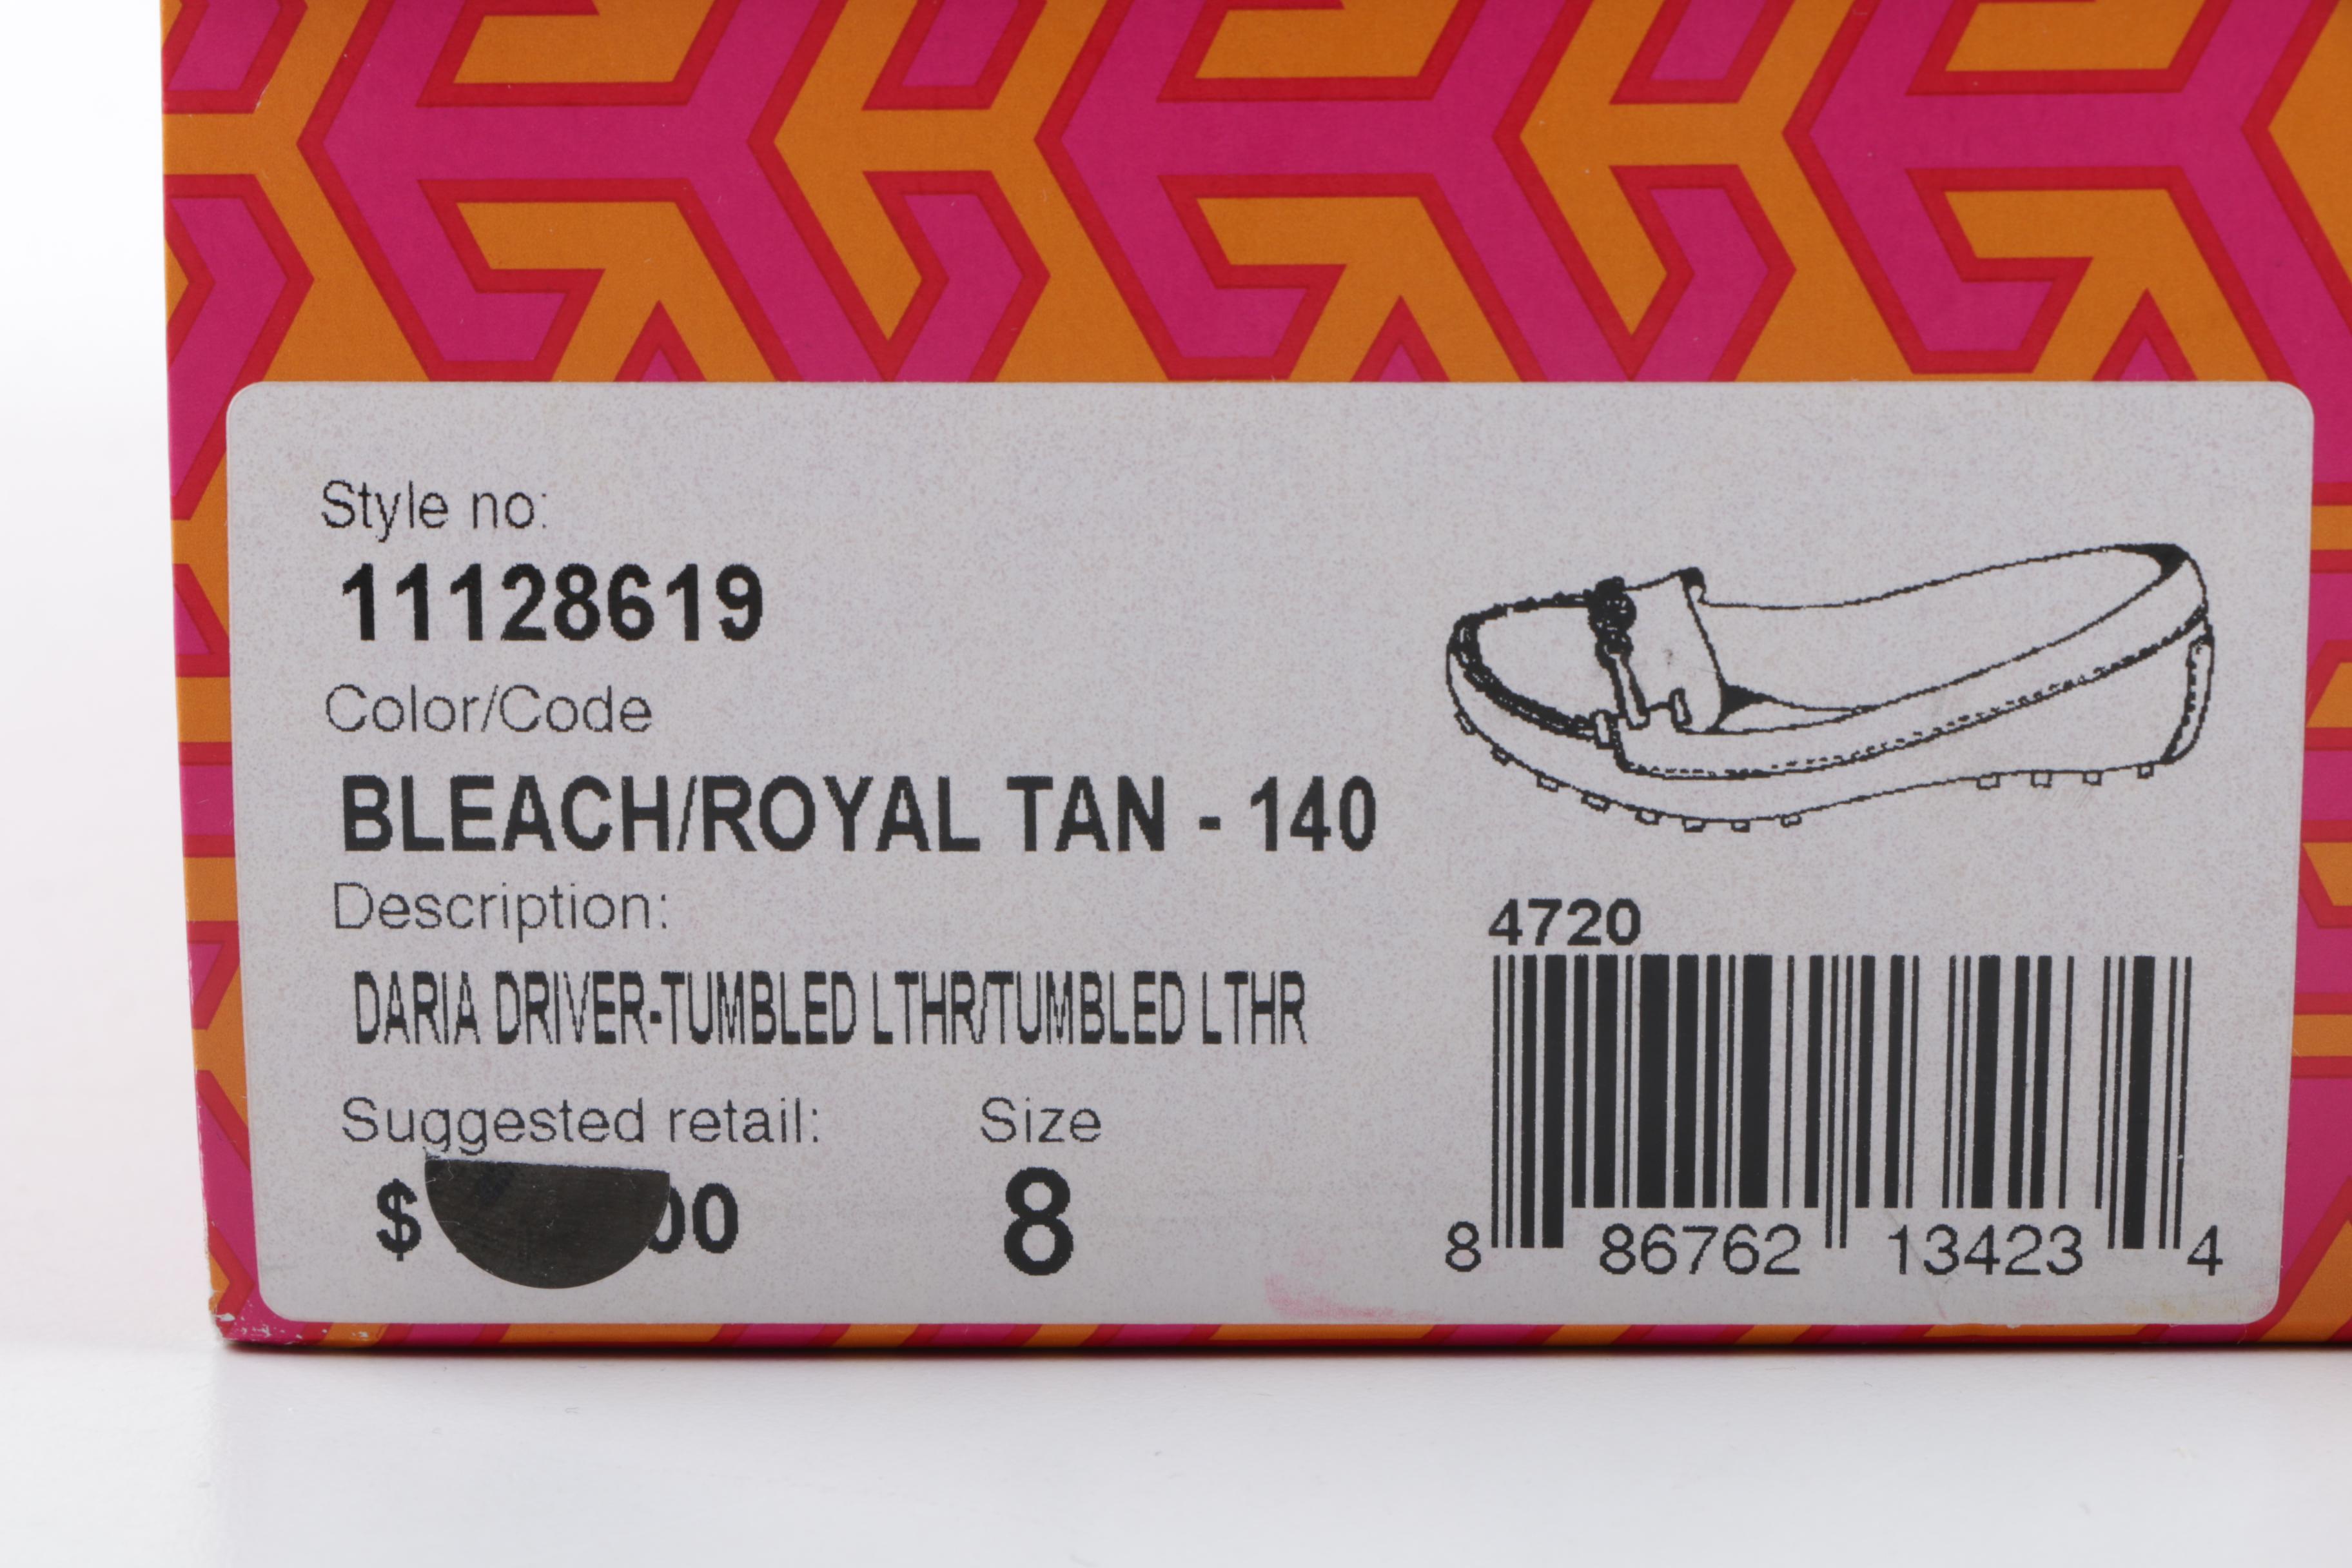 Style no:
11128619
Color/Code
BLEACH/ROYAL TAN - 140
Description:
DARIA DRIVER-TUMBLED LTHR/TUMBLED LTHR
Suggested retail:
Size
$
00
8
4720
8 86762 13423 4